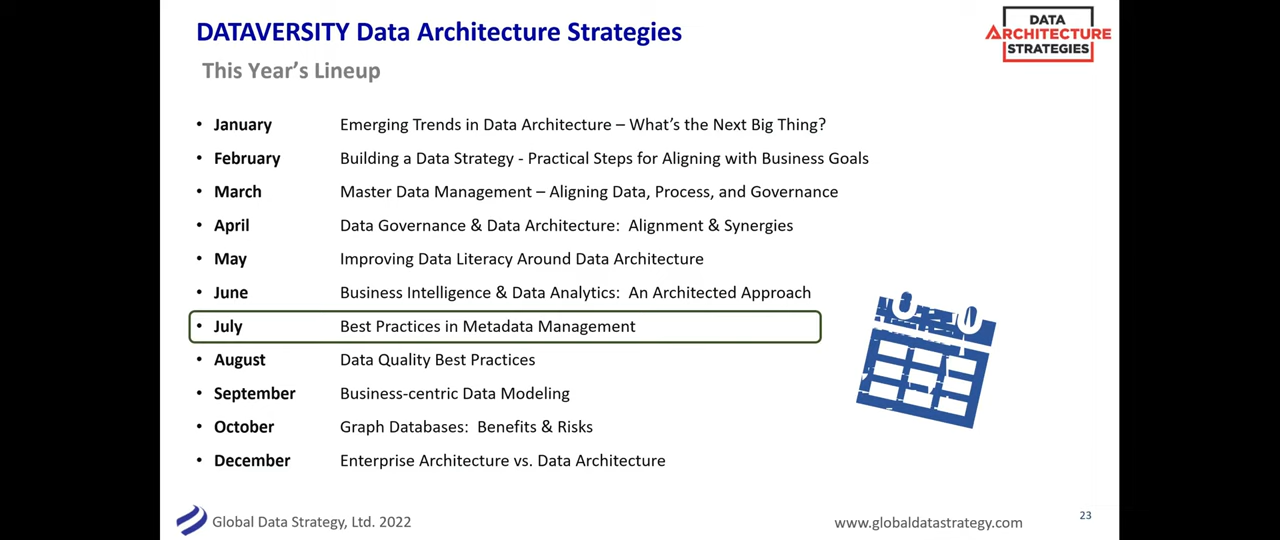 DATAVERSITY Data Architecture Strategies
DATA
ARCHITECTURE
STRATEGIES
This Year's Lineup
• January Emerging Trends in Data Architecture – What's the Next Big Thing?
• February Building a Data Strategy - Practical Steps for Aligning with Business Goals
• March Master Data Management – Aligning Data, Process, and Governance
• April Data Governance & Data Architecture: Alignment & Synergies
• May Improving Data Literacy Around Data Architecture
• June Business Intelligence & Data Analytics: An Architected Approach
• July Best Practices in Metadata Management
• August Data Quality Best Practices
• September Business-centric Data Modeling
• October Graph Databases: Benefits & Risks
• December Enterprise Architecture vs. Data Architecture
Global Data Strategy, Ltd. 2022
www.globaldatastrategy.com
23